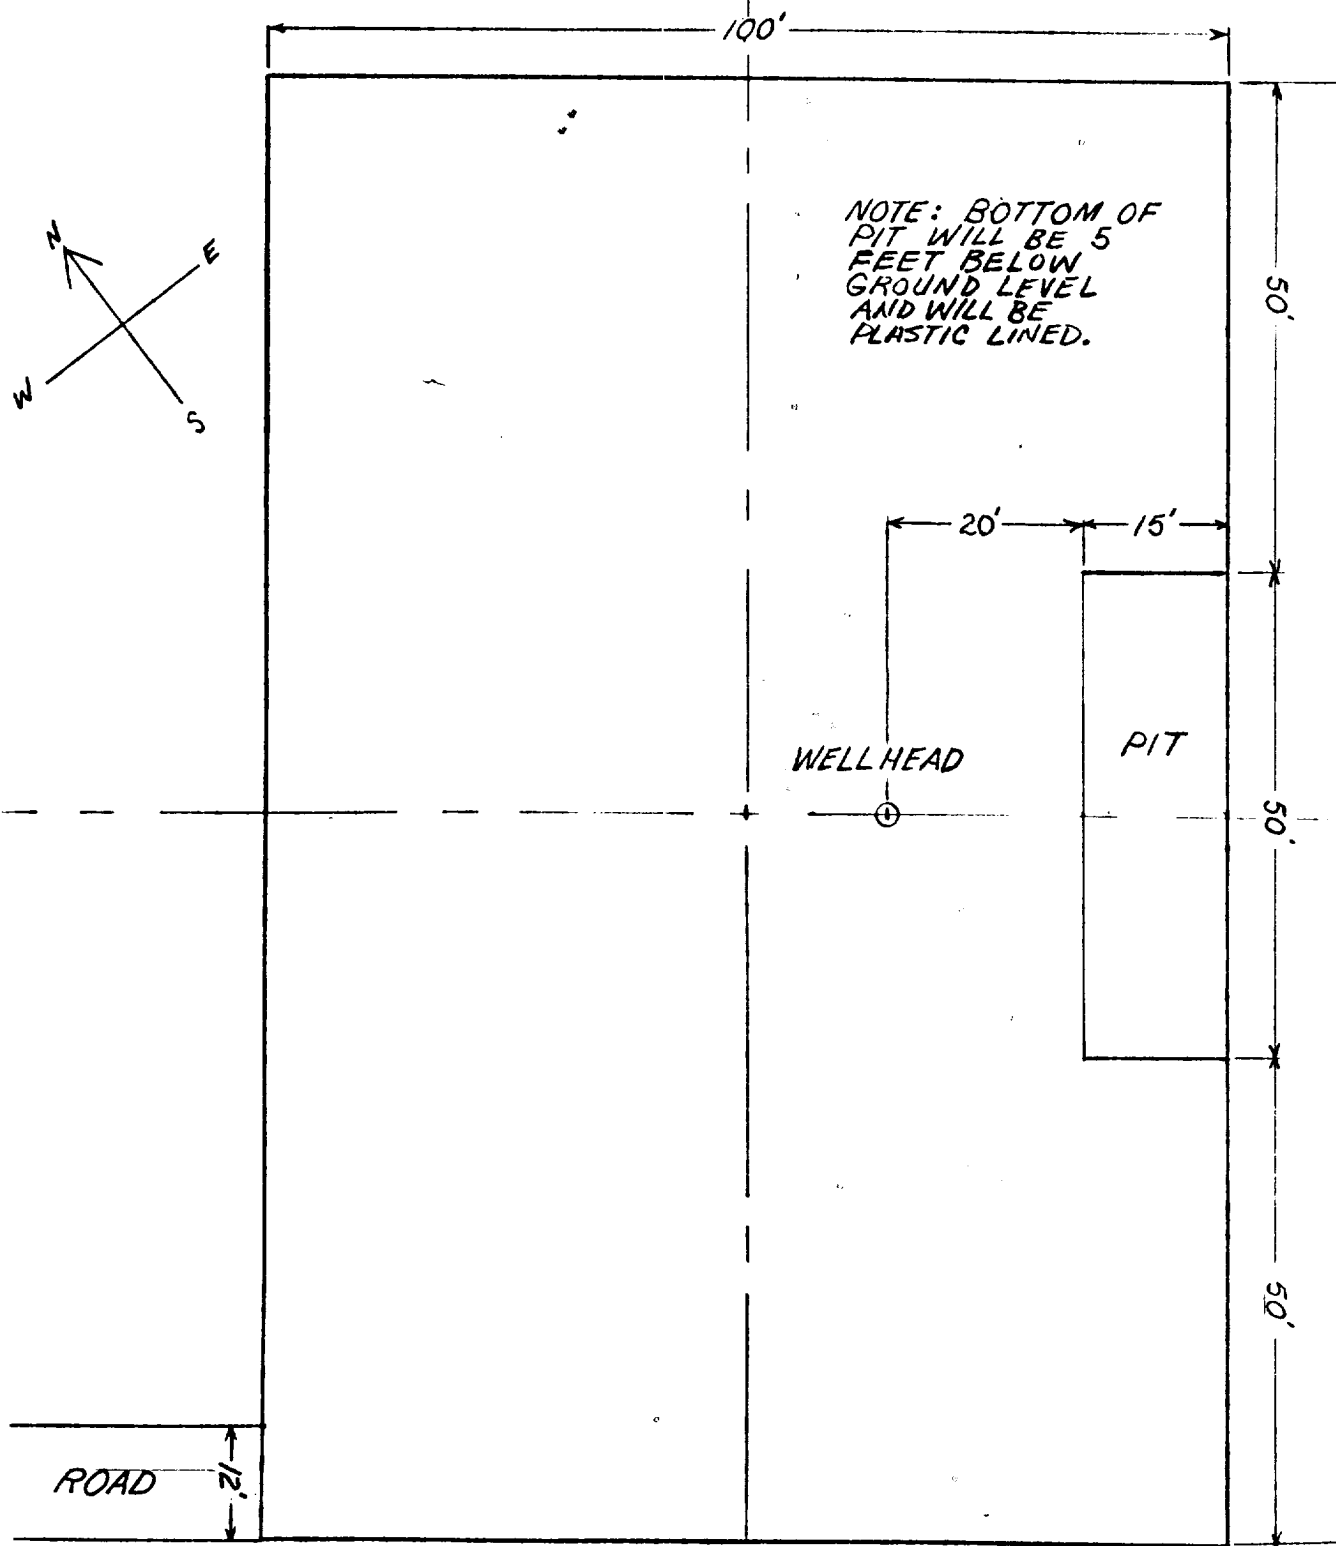 100'
N
E
W
S
NOTE: BOTTOM OF
PIT WILL BE 5
FEET BELOW
GROUND LEVEL
AND WILL BE
PLASTIC LINED.
50'
20'
15'
WELLHEAD
PIT
50'
50'
ROAD
12'